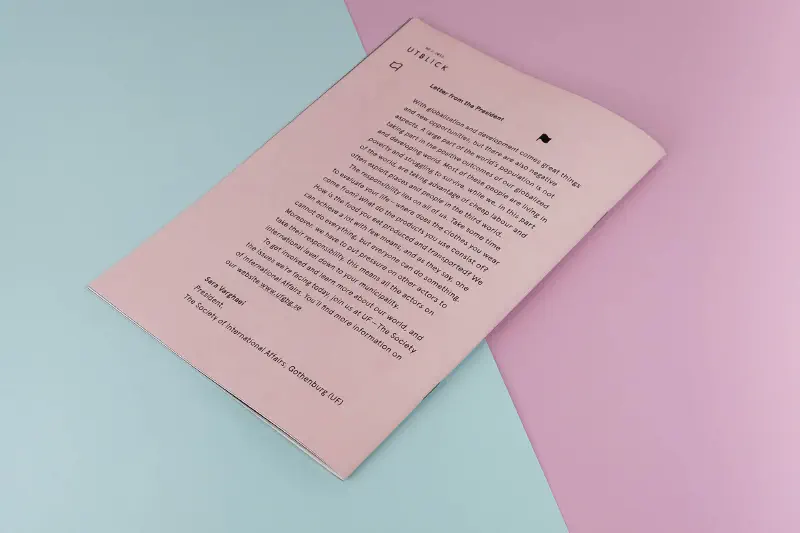 UTBLICK
Letter from the President
With globalization and development comes great things
and new opportunities, but there are also negative
aspects. A large part of the world's population is not
taking part in the positive outcomes of our globalized
and developing world. Most of these people are living in
poverty and struggling to survive, while we, in this part
of the world, are taking advantage of cheap labour and
often exploit places and people in the third world.
The responsibility lies on all of us. Take some time
to evaluate your life – where does the clothes you wear
come from? What do the products you use consist of?
How is the food you eat produced and transported? We
can achieve a lot with few means, and as they say, one
cannot do everything, but everyone can do something.
Moreover, we have to put pressure on other actors to
take their responsibility, this means all the actors on
international level down to your municipality.
To get involved and learn more about our world, and
the issues we're facing today, join us at UF – The Society
of International Affairs. You'll find more information on
our website www.ufgbg.se
Sara Varghaei
President,
The Society of International Affairs, Gothenburg (UF)